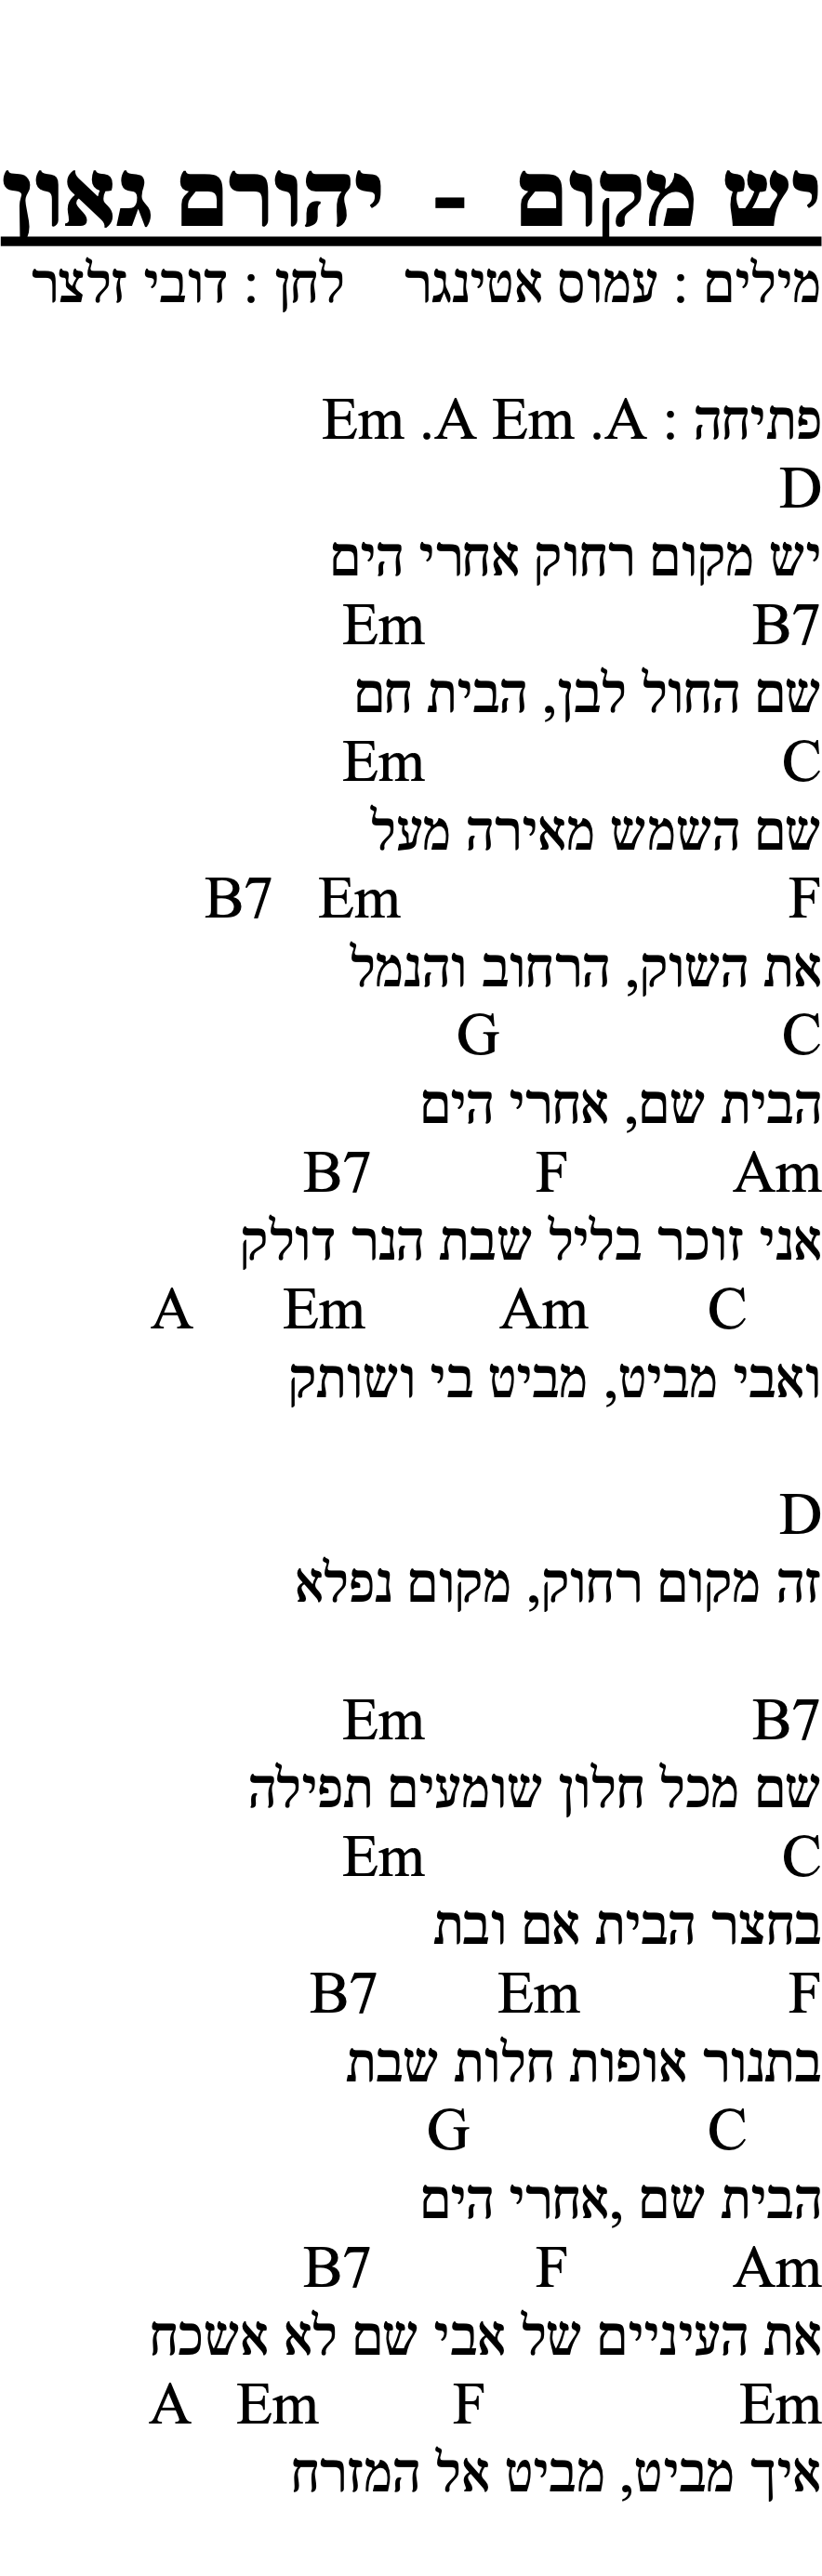 יש מקום - יהורם גאון
מילים : עמוס אטינגר לחן : דובי זלצר
פתיחה : Em .A Em .A
D
יש מקום רחוק אחרי הים
Em B7
שם החול לבן, הבית חם
Em C
שם השמש מאירה מעל
B7 Em F
את השוק, הרחוב והנמל
G C
הבית שם, אחרי הים
B7 F Am
אני זוכר בליל שבת הנר דולק
A Em Am C
ואבי מביט, מביט בי ושותק
D
זה מקום רחוק, מקום נפלא
Em B7
שם מכל חלון שומעים תפילה
Em C
בחצר הבית אם ובת
B7 Em F
בתנור אופות חלות שבת
G C
הבית שם ,אחרי הים
B7 F Am
את העיניים של אבי שם לא אשכח
A Em F Em
איך מביט, מביט אל המזרח